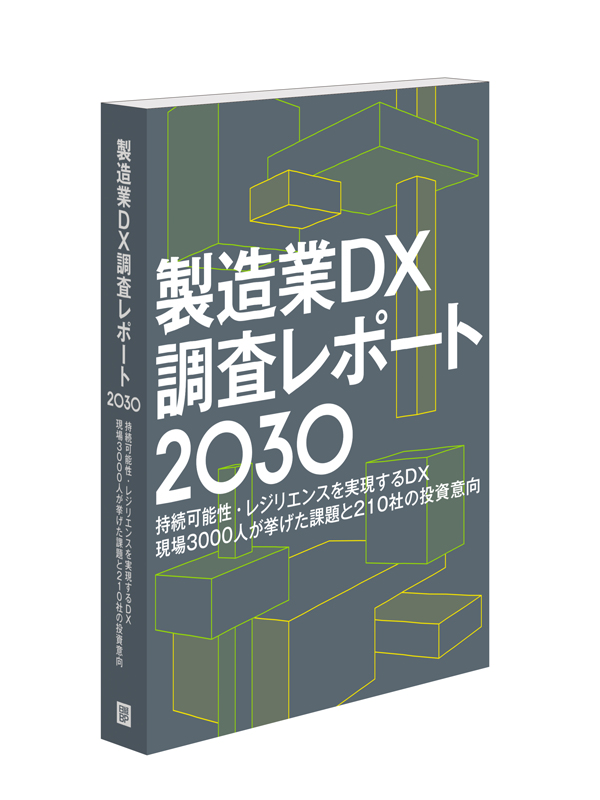 製造業DX
調査レポート
2030
持続可能性・レジリエンスを実現するDX
現場3000人が挙げた課題と210社の投資意向
製造業DX調査レポート
2030
持続可能性・レジリエンスを実現するDX
現場3000人が挙げた課題と210社の投資意向